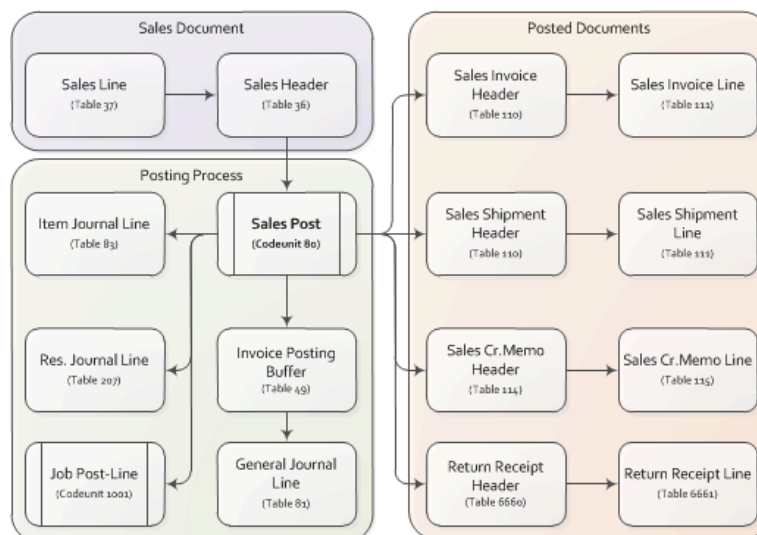 Sales Document
Sales Line
(Table 37)
Sales Header
(Table 36)
Posting Process
Item Journal Line
(Table 83)
Sales Post
(Codeunit 80)
Res. Journal Line
(Table 207)
Invoice Posting
Buffer
(Table 49)
Job Post-Line
(Codeunit 1001)
General Journal
Line
(Table 81)
Posted Documents
Sales Invoice
Header
(Table 110)
Sales Invoice Line
(Table 111)
Sales Shipment
Header
(Table 110)
Sales Shipment
Line
(Table 111)
Sales Cr.Memo
Header
(Table 114)
Sales Cr.Memo Line
(Table 115)
Return Receipt
Header
(Table 6660)
Return Receipt Line
(Table 6661)